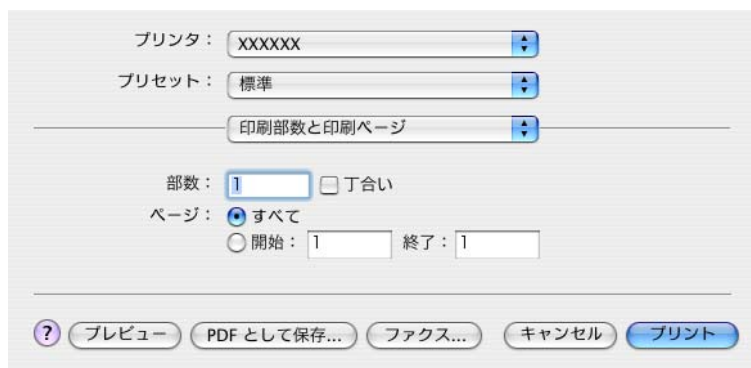 プリンタ： XXXXXX
プリセット： 標準
印刷部数と印刷ページ
部数： 1 丁合い
ページ： すべて
開始： 1 終了： 1
? プレビュー PDF として保存... ファクス... キャンセル プリント